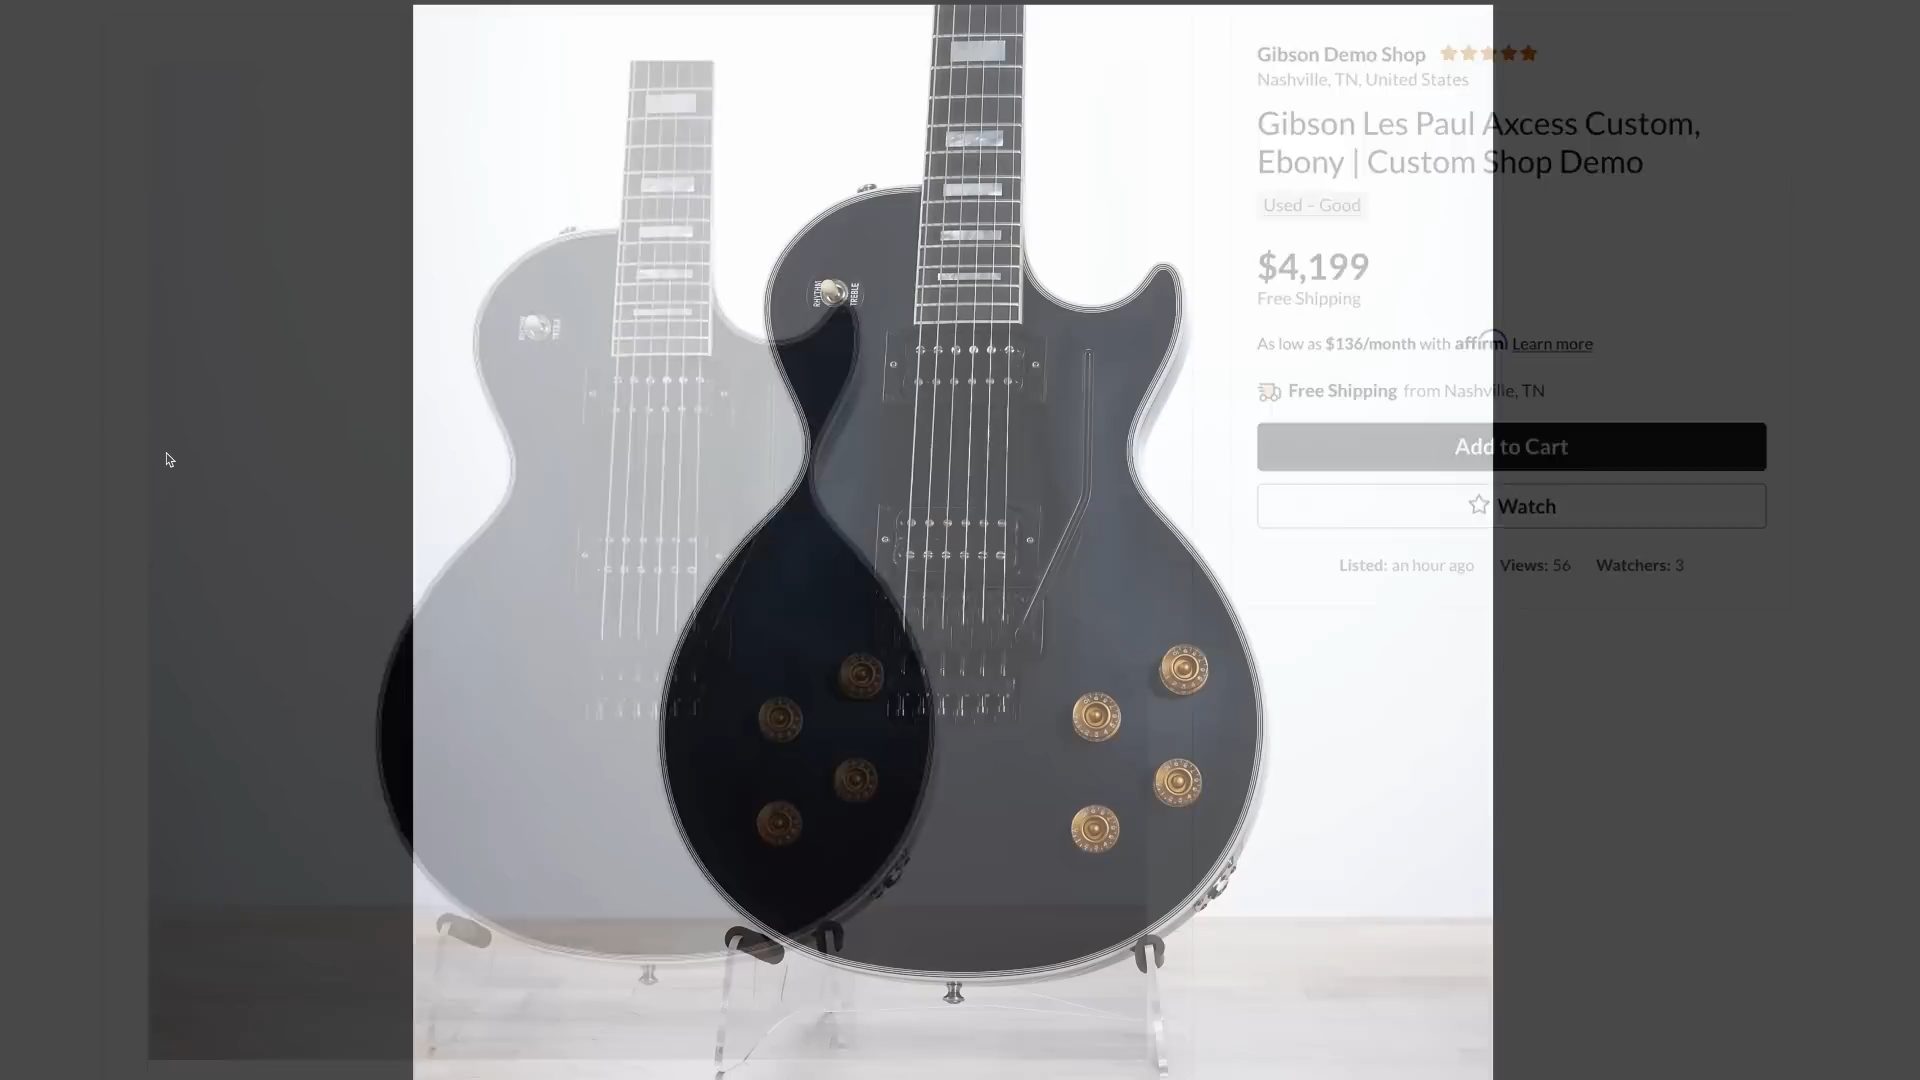 Gibson Demo Shop
Nashville, TN, United States
Gibson Les Paul Axcess Custom,
Ebony | Custom Shop Demo
Used – Good
$4,199
Free Shipping
As low as $136/month with affirm Learn more
Free Shipping from Nashville, TN
Add to Cart
Watch
Listed: an hour ago Views: 56 Watchers: 3
RHYTHM
TREBLE